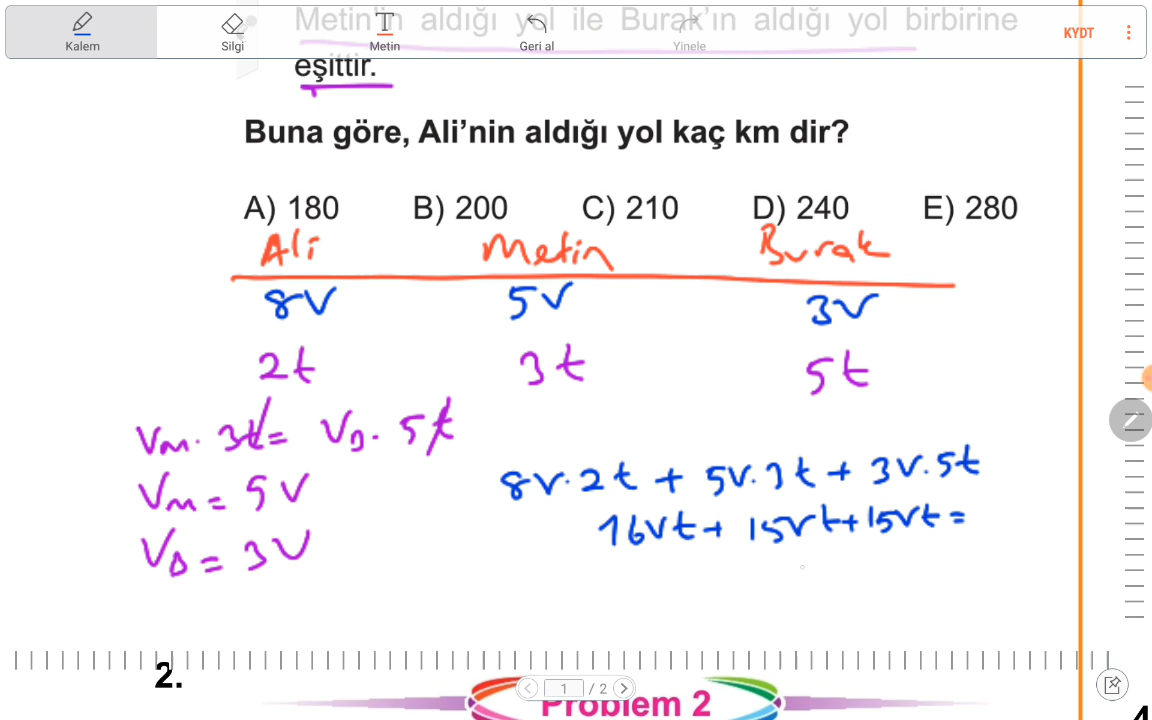 Metin'in aldığı yol ile Burak'ın aldığı yol birbirine
Kalem Silgi Metin Geri al Yinele KYDT
eşittir.
Buna göre, Ali'nin aldığı yol kaç km dir?
A) 180 B) 200 C) 210 D) 240 E) 280
Ali Metin Burak
8V 5V 3V
2t 3t 5t
VM. 3t = VB. 5t
8V.2t + 5V.3t + 3V.5t
VM = 5V
16Vt + 15Vt + 15Vt =
VB = 3V
2.
1 / 2
Problem 2
4